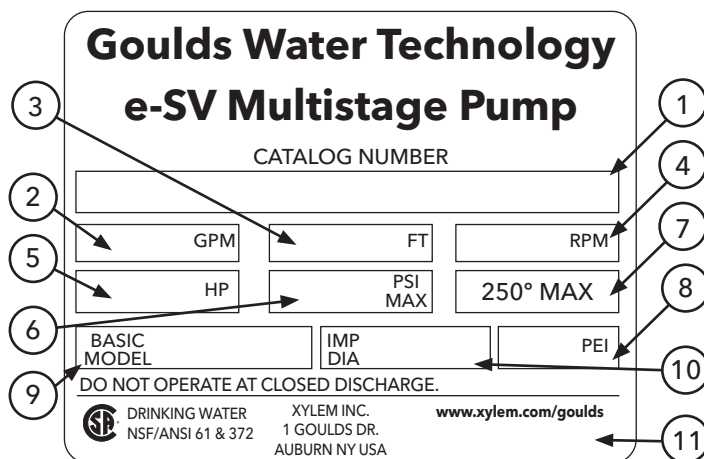 Goulds Water Technology
e-SV Multistage Pump
3
1
CATALOG NUMBER
4
2
GPM
FT
RPM
7
5
HP
PSI
MAX
250° MAX
8
6
BASIC
MODEL
IMP
DIA
PEI
10
9
DO NOT OPERATE AT CLOSED DISCHARGE.
SA
DRINKING WATER
NSF/ANSI 61 & 372
XYLEM INC.
1 GOULDS DR.
AUBURN NY USA
www.xylem.com/goulds
11